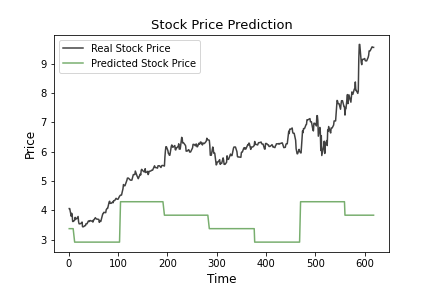 Stock Price Prediction
Real Stock Price
Predicted Stock Price
Price
9
8
7
6
5
4
3
0 100 200 300 400 500 600
Time